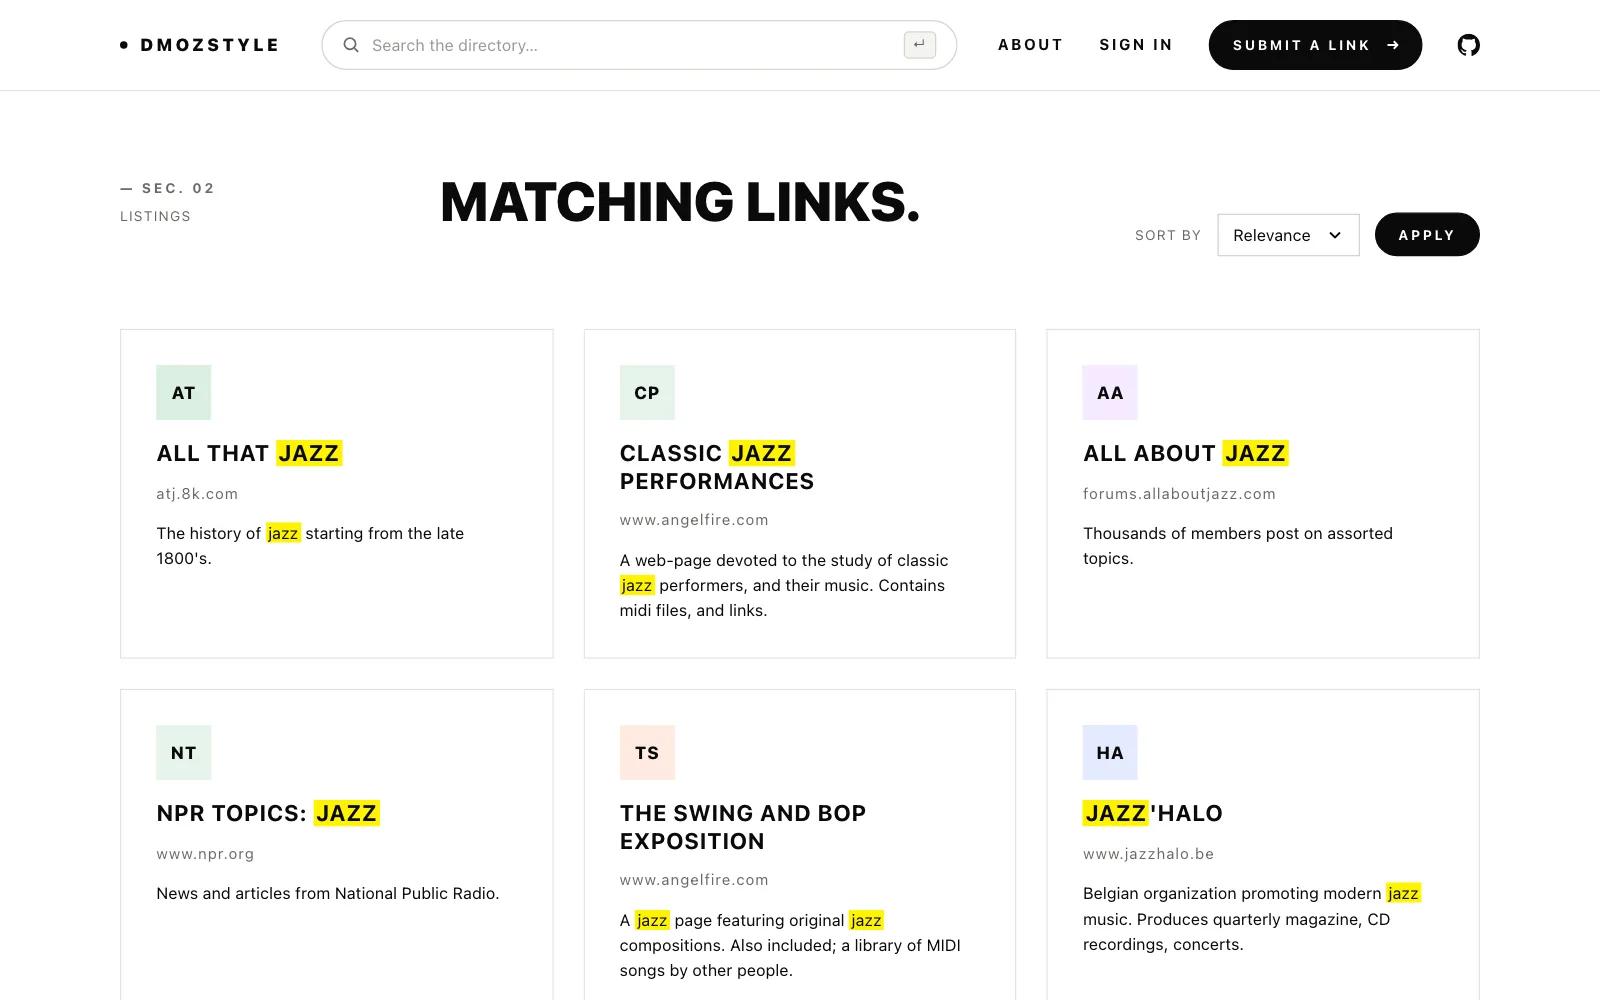 DMOZSTYLE
Search the directory...
ABOUT
SIGN IN
SUBMIT A LINK →
— SEC. 02
LISTINGS
MATCHING LINKS.
SORT BY
Relevance
APPLY
AT
ALL THAT JAZZ
atj.8k.com
The history of jazz starting from the late
1800's.
CP
CLASSIC JAZZ
PERFORMANCES
www.angelfire.com
A web-page devoted to the study of classic
jazz performers, and their music. Contains
midi files, and links.
AA
ALL ABOUT JAZZ
forums.allaboutjazz.com
Thousands of members post on assorted
topics.
NT
NPR TOPICS: JAZZ
www.npr.org
News and articles from National Public Radio.
TS
THE SWING AND BOP
EXPOSITION
www.angelfire.com
A jazz page featuring original jazz
compositions. Also included; a library of MIDI
songs by other people.
HA
JAZZ'HALO
www.jazzhalo.be
Belgian organization promoting modern jazz
music. Produces quarterly magazine, CD
recordings, concerts.